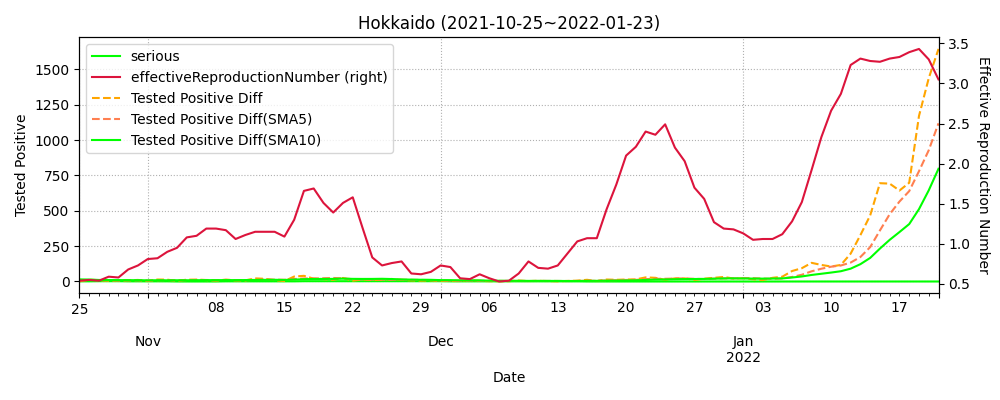 Hokkaido (2021-10-25~2022-01-23)
serious
effectiveReproductionNumber (right)
Tested Positive Diff
Tested Positive Diff(SMA5)
Tested Positive Diff(SMA10)
Tested Positive
1500
1250
1000
750
500
250
0
3.5
3.0
2.5
2.0
1.5
1.0
0.5
Effective Reproduction Number
25 08 15 22 29 06 13 20 27 03 10 17
Nov Dec Jan
2022
Date